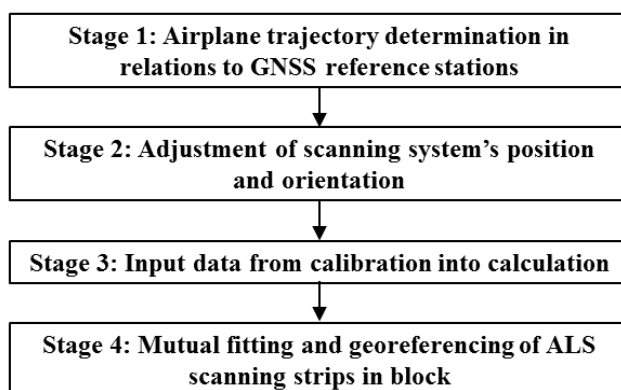 Stage 1: Airplane trajectory determination in
relations to GNSS reference stations
Stage 2: Adjustment of scanning system's position
and orientation
Stage 3: Input data from calibration into calculation
Stage 4: Mutual fitting and georeferencing of ALS
scanning strips in block